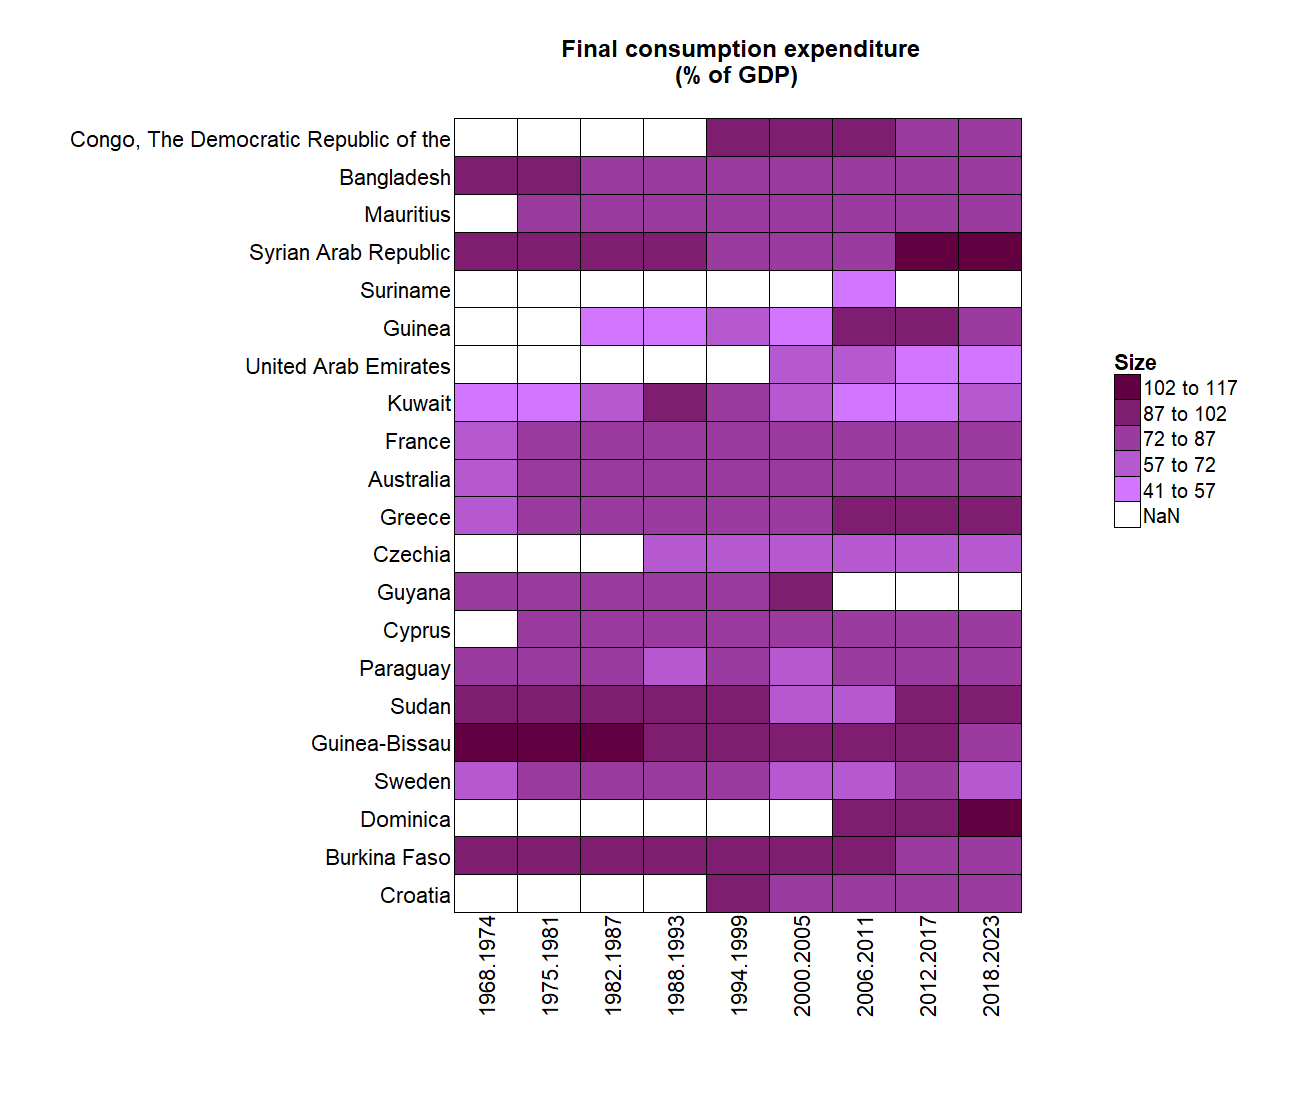 Final consumption expenditure
(% of GDP)
Congo, The Democratic Republic of the
Bangladesh
Mauritius
Syrian Arab Republic
Suriname
Guinea
United Arab Emirates
Kuwait
France
Australia
Greece
Czechia
Guyana
Cyprus
Paraguay
Sudan
Guinea-Bissau
Sweden
Dominica
Burkina Faso
Croatia
1968.1974
1975.1981
1982.1987
1988.1993
1994.1999
2000.2005
2006.2011
2012.2017
2018.2023
Size
102 to 117
87 to 102
72 to 87
57 to 72
41 to 57
NaN